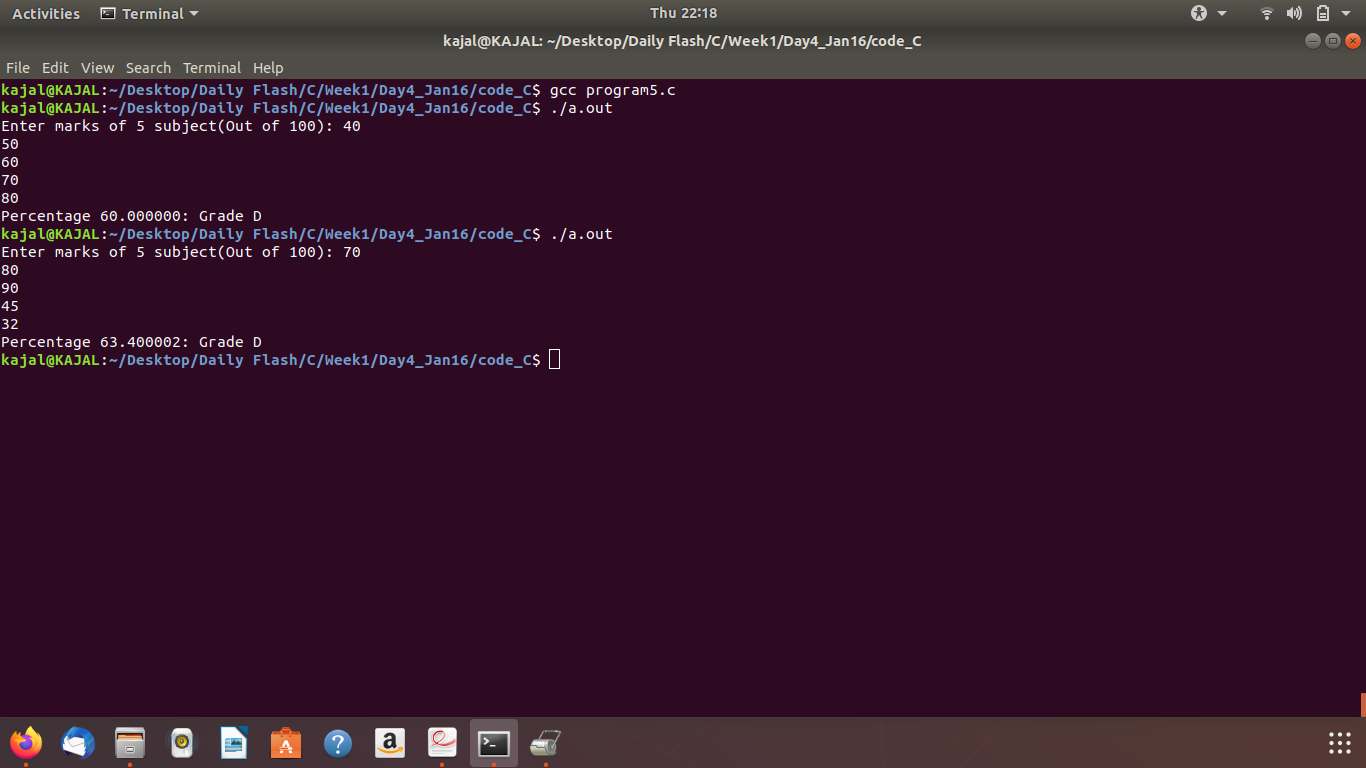 Activities Terminal Thu 22:18
kajal@KAJAL: ~/Desktop/Daily Flash/C/Week1/Day4_Jan16/code_C
File Edit View Search Terminal Help
kajal@KAJAL:~/Desktop/Daily Flash/C/Week1/Day4_Jan16/code_C$ gcc program5.c
kajal@KAJAL:~/Desktop/Daily Flash/C/Week1/Day4_Jan16/code_C$ ./a.out
Enter marks of 5 subject(Out of 100): 40
50
60
70
80
Percentage 60.000000: Grade D
kajal@KAJAL:~/Desktop/Daily Flash/C/Week1/Day4_Jan16/code_C$ ./a.out
Enter marks of 5 subject(Out of 100): 70
80
90
45
32
Percentage 63.400002: Grade D
kajal@KAJAL:~/Desktop/Daily Flash/C/Week1/Day4_Jan16/code_C$